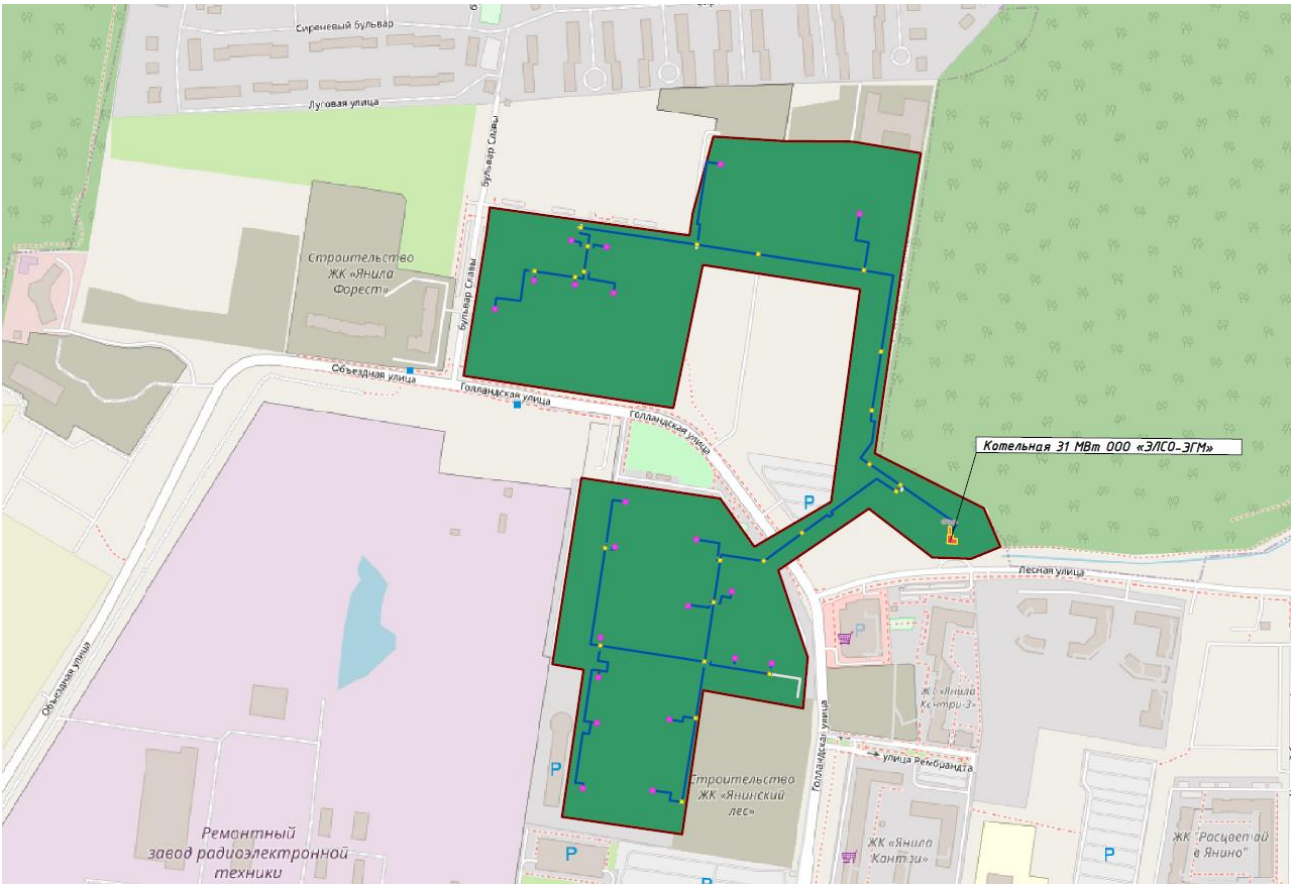 Сиреневый бульвар
Луговая улица
бульвар Славы
Строительство
ЖК «Янила
Форест»
бульвар Славы
Объездная улица
Голландская улица
Голландская улица
Котельная 31 МВт ООО «ЭЛСО-ЭГМ»
P
Лесная улица
P
Объездная улица
ЖК «Янила
Кантри-3»
Голландская улица
улица Рембрандта
P
Строительство
ЖК «Янинский
лес»
Ремонтный
завод радиоэлектронной
техники
P
P
ЖК «Янила
Кантри»
P
ЖК "Расцветай
в Янино"